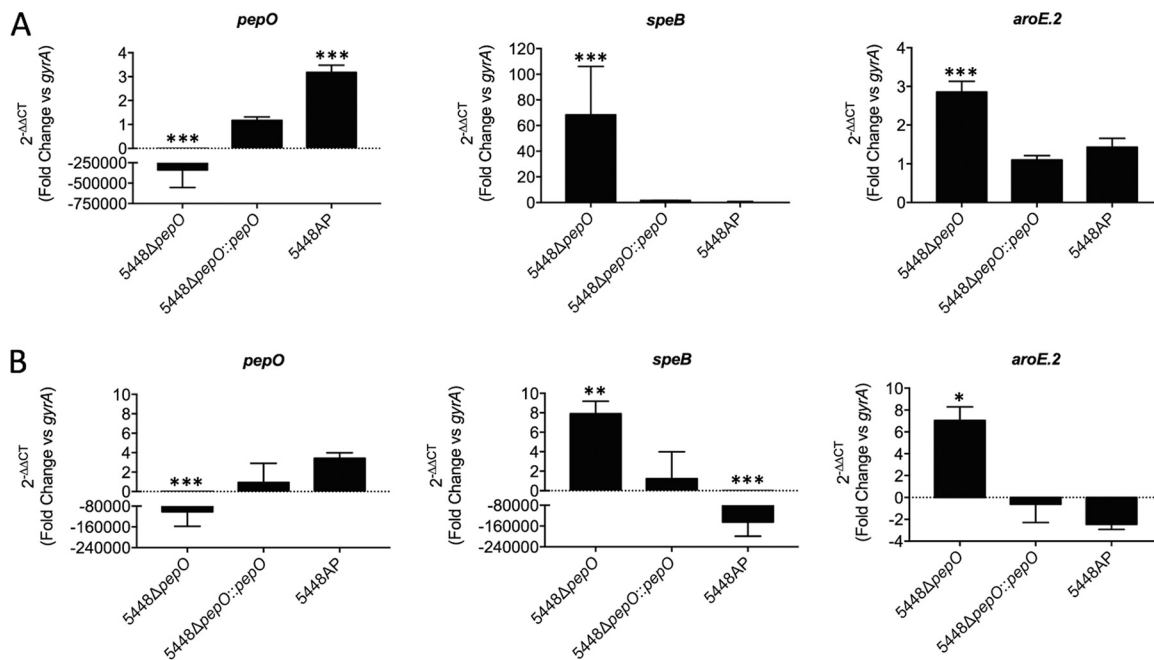 A
pepO
2-ΔΔCT
(Fold Change vs gyrA)
4
3
2
1
0
-250000
-500000
-750000
***
***
5448ΔpepO
5448ΔpepO::pepO
5448AP
speB
2-ΔΔCT
(Fold Change vs gyrA)
120
100
80
60
40
20
0
***
5448ΔpepO
5448ΔpepO::pepO
5448AP
aroE.2
2-ΔΔCT
(Fold Change vs gyrA)
4
3
2
1
0
***
5448ΔpepO
5448ΔpepO::pepO
5448AP
B
pepO
2-ΔΔCT
(Fold Change vs gyrA)
10
8
6
4
2
0
-80000
-160000
-240000
***
5448ΔpepO
5448ΔpepO::pepO
5448AP
speB
2-ΔΔCT
(Fold Change vs gyrA)
10
8
6
4
2
0
-80000
-160000
-240000
**
***
5448ΔpepO
5448ΔpepO::pepO
5448AP
aroE.2
2-ΔΔCT
(Fold Change vs gyrA)
10
8
6
4
2
0
-2
-4
*
5448ΔpepO
5448ΔpepO::pepO
5448AP